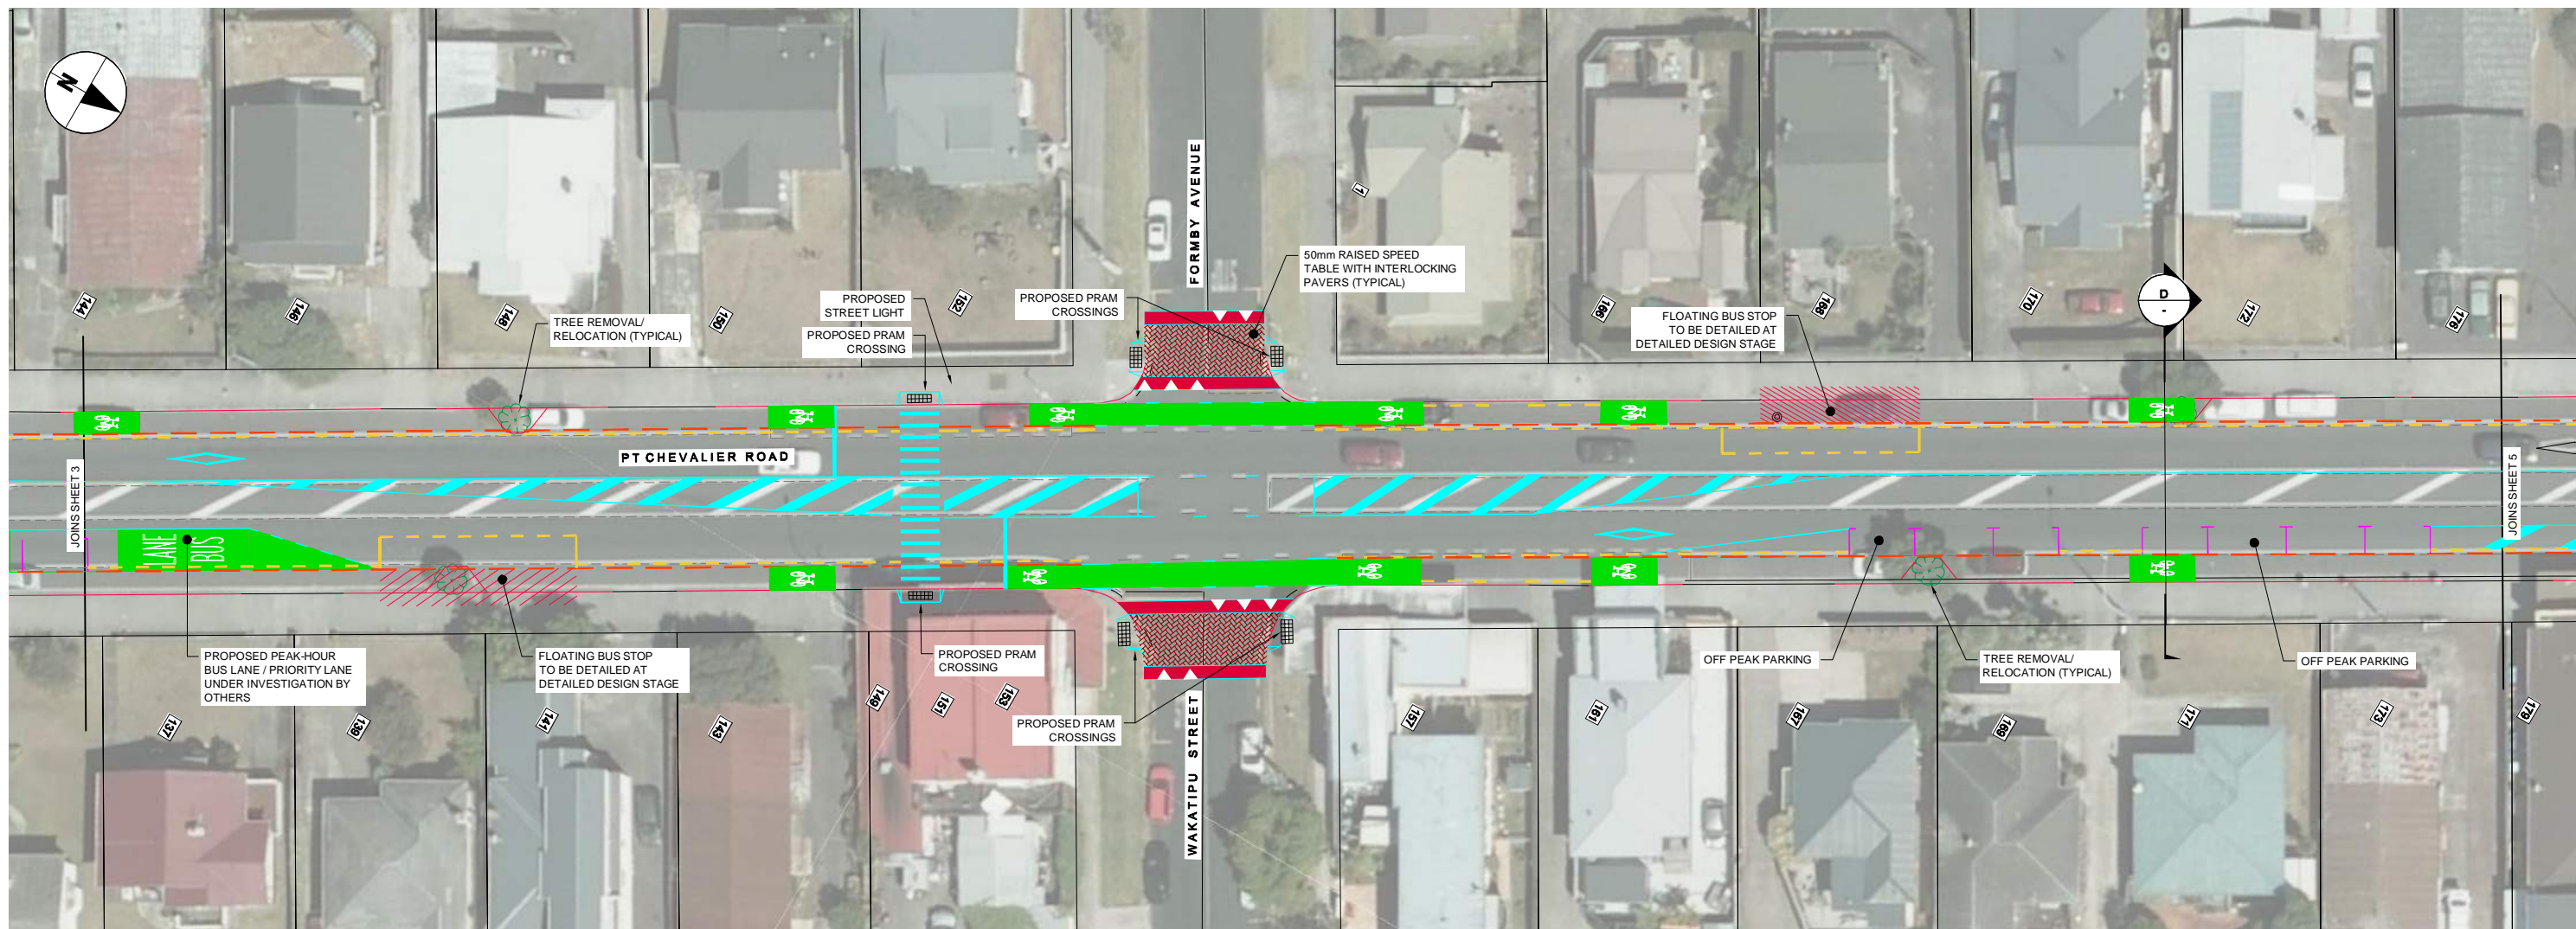 N
FORMBY AVENUE
1
50mm RAISED SPEED
TABLE WITH INTERLOCKING
PAVERS (TYPICAL)
144
146
148
150
152
166
168
170
172
176
D
-
PROPOSED
STREET LIGHT
PROPOSED PRAM
CROSSING
PROPOSED PRAM
CROSSINGS
TREE REMOVAL/
RELOCATION (TYPICAL)
FLOATING BUS STOP
TO BE DETAILED AT
DETAILED DESIGN STAGE
PT CHEVALIER ROAD
JOINS SHEET 3
JOINS SHEET 5
LANE
BUS
PROPOSED PEAK-HOUR
BUS LANE / PRIORITY LANE
UNDER INVESTIGATION BY
OTHERS
FLOATING BUS STOP
TO BE DETAILED AT
DETAILED DESIGN STAGE
PROPOSED PRAM
CROSSING
PROPOSED PRAM
CROSSINGS
OFF PEAK PARKING
TREE REMOVAL/
RELOCATION (TYPICAL)
OFF PEAK PARKING
137
139
141
143
149
151
153
157
161
167
169
171
173
179
WAKATIPU STREET